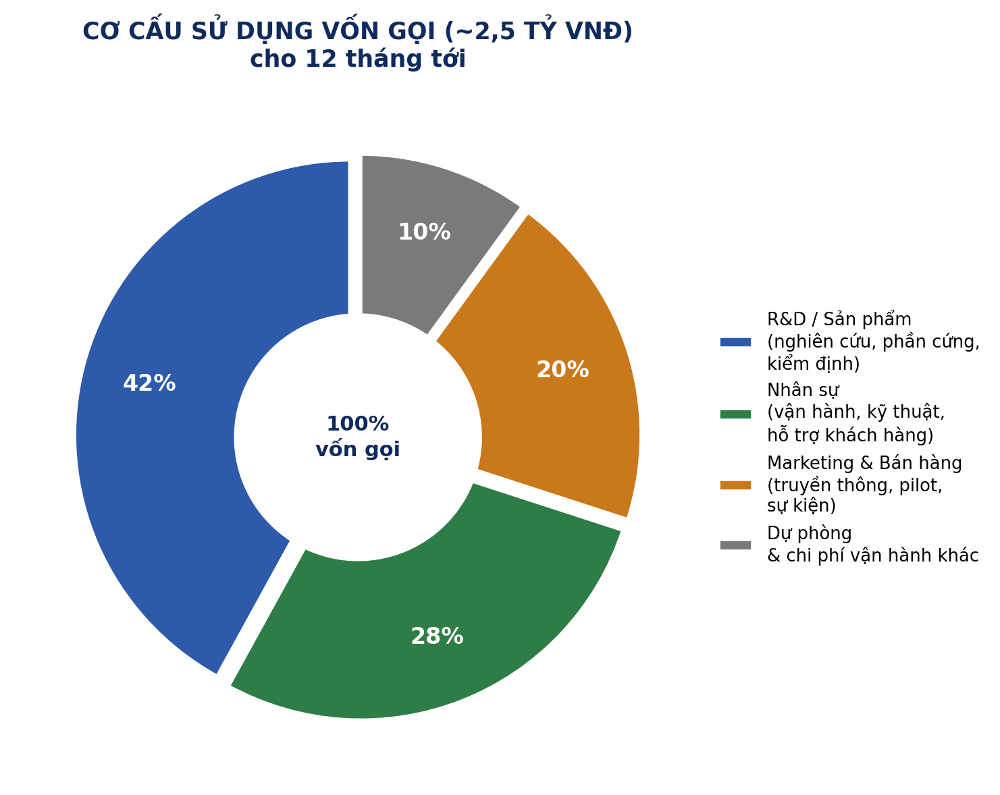 CƠ CẤU SỬ DỤNG VỐN GỌI (~2,5 TỶ VNĐ)
cho 12 tháng tới
10%
20%
42%
28%
100%
vốn gọi
R&D / Sản phẩm
(nghiên cứu, phần cứng,
kiểm định)
Nhân sự
(vận hành, kỹ thuật,
hỗ trợ khách hàng)
Marketing & Bán hàng
(truyền thông, pilot,
sự kiện)
Dự phòng
& chi phí vận hành khác